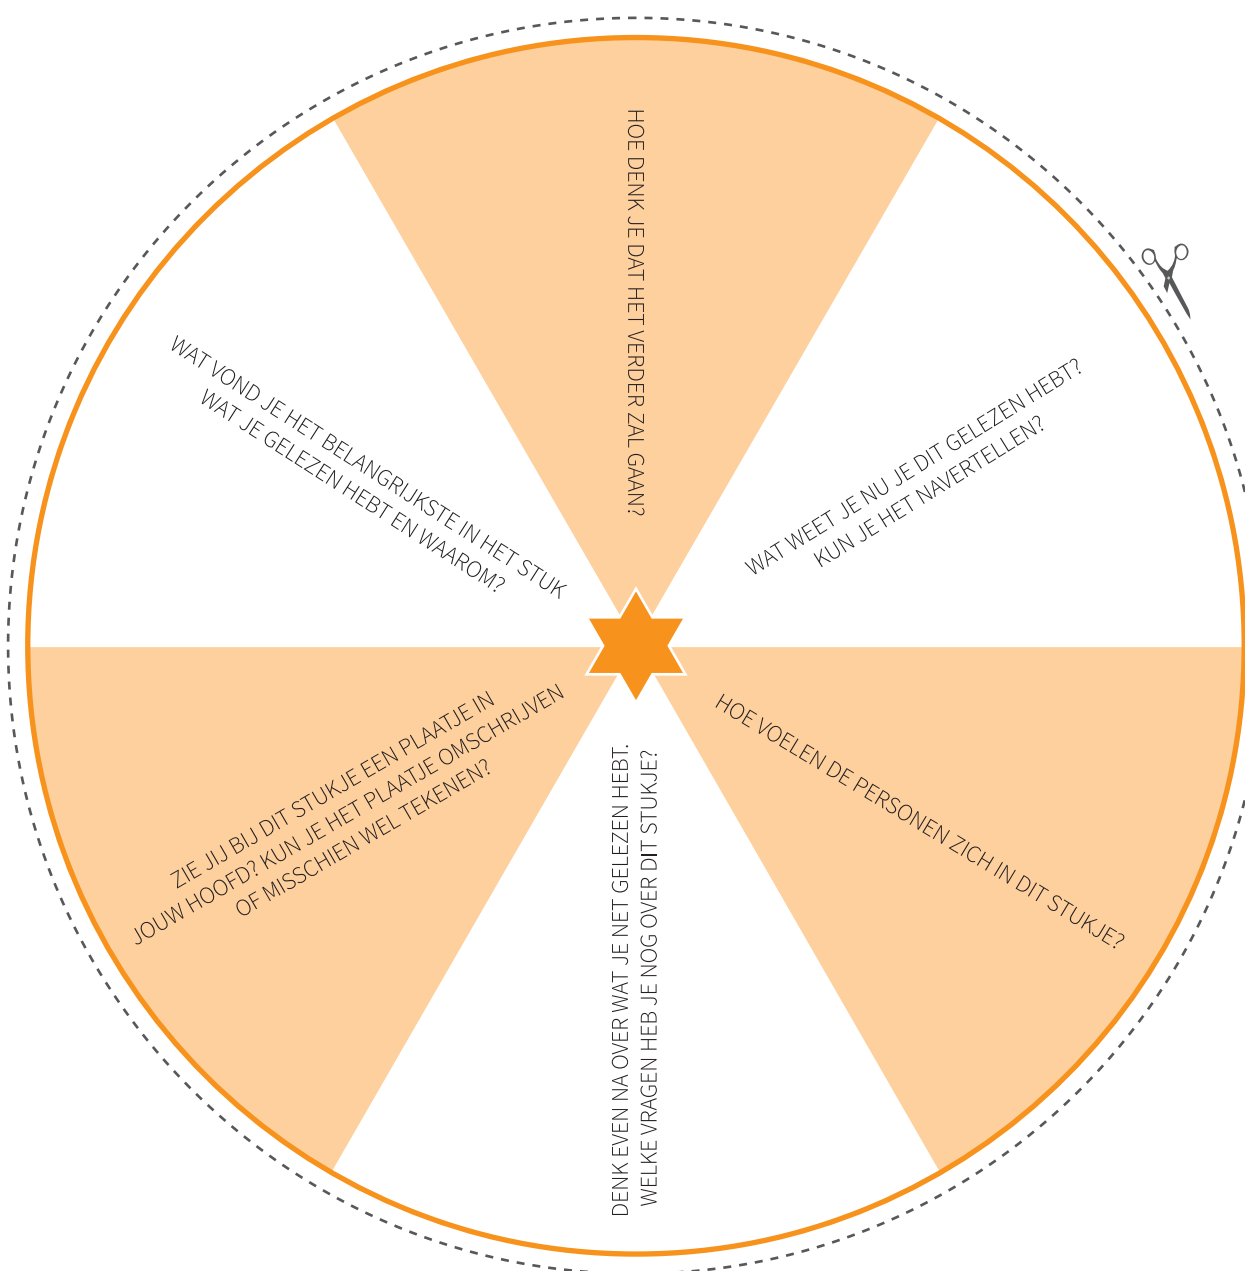 HOE DENK JE DAT HET VERDER ZAL GAAN?
WAT WEET JE NU JE DIT GELEZEN HEBT?
KUN JE HET NAVERTELLEN?
HOE VOELEN DE PERSONEN ZICH IN DIT STUKJE?
DENK EVEN NA OVER WAT JE NET GELEZEN HEBT.
WELKE VRAGEN HEB JE NOG OVER DIT STUKJE?
ZIE JIJ BIJ DIT STUKJE EEN PLAATJE IN
JOUW HOOFD? KUN JE HET PLAATJE OMSCHRIJVEN
OF MISSCHIEN WEL TEKENEN?
WAT VOND JE HET BELANGRIJKSTE IN HET STUK
WAT JE GELEZEN HEBT EN WAAROM?